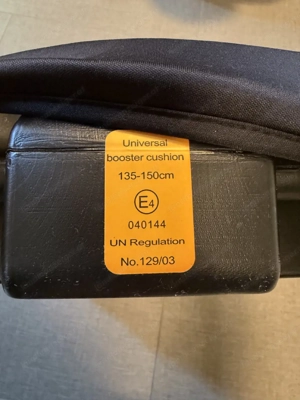 Universal
booster cushion
135-150cm
E4
040144
UN Regulation
No.129/03